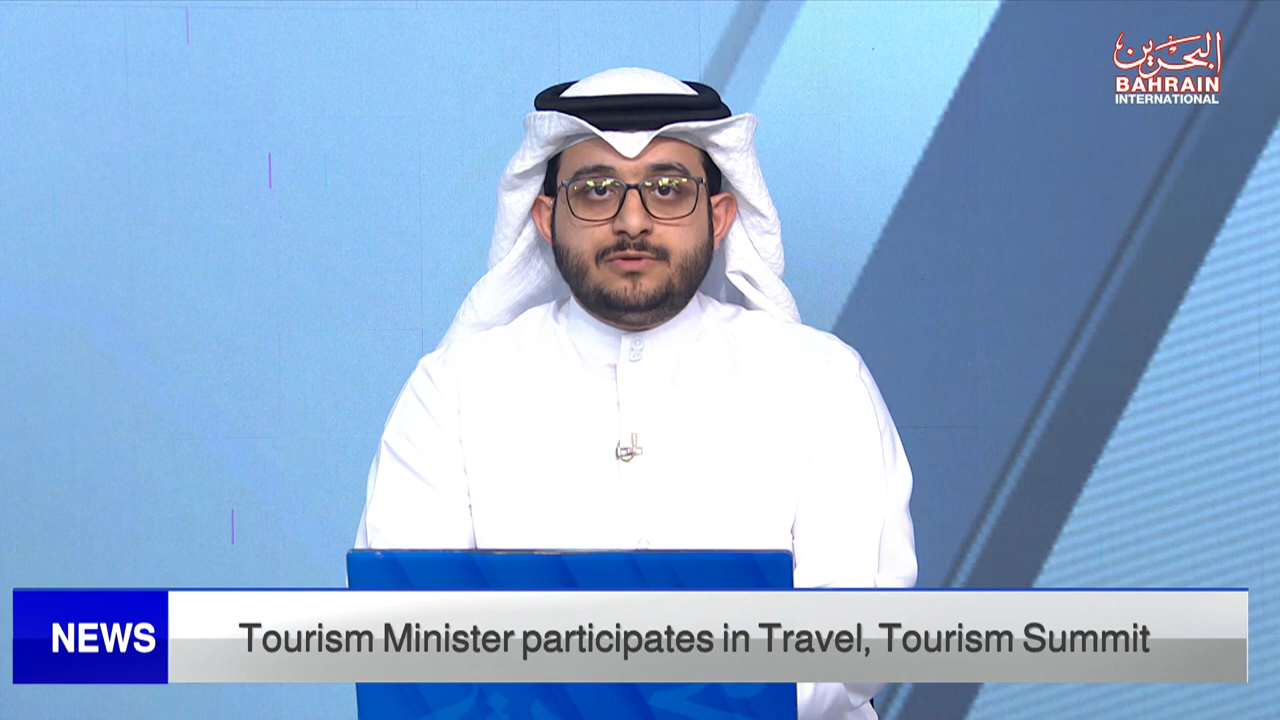 البحرين
BAHRAIN
INTERNATIONAL
NEWS
Tourism Minister participates in Travel, Tourism Summit